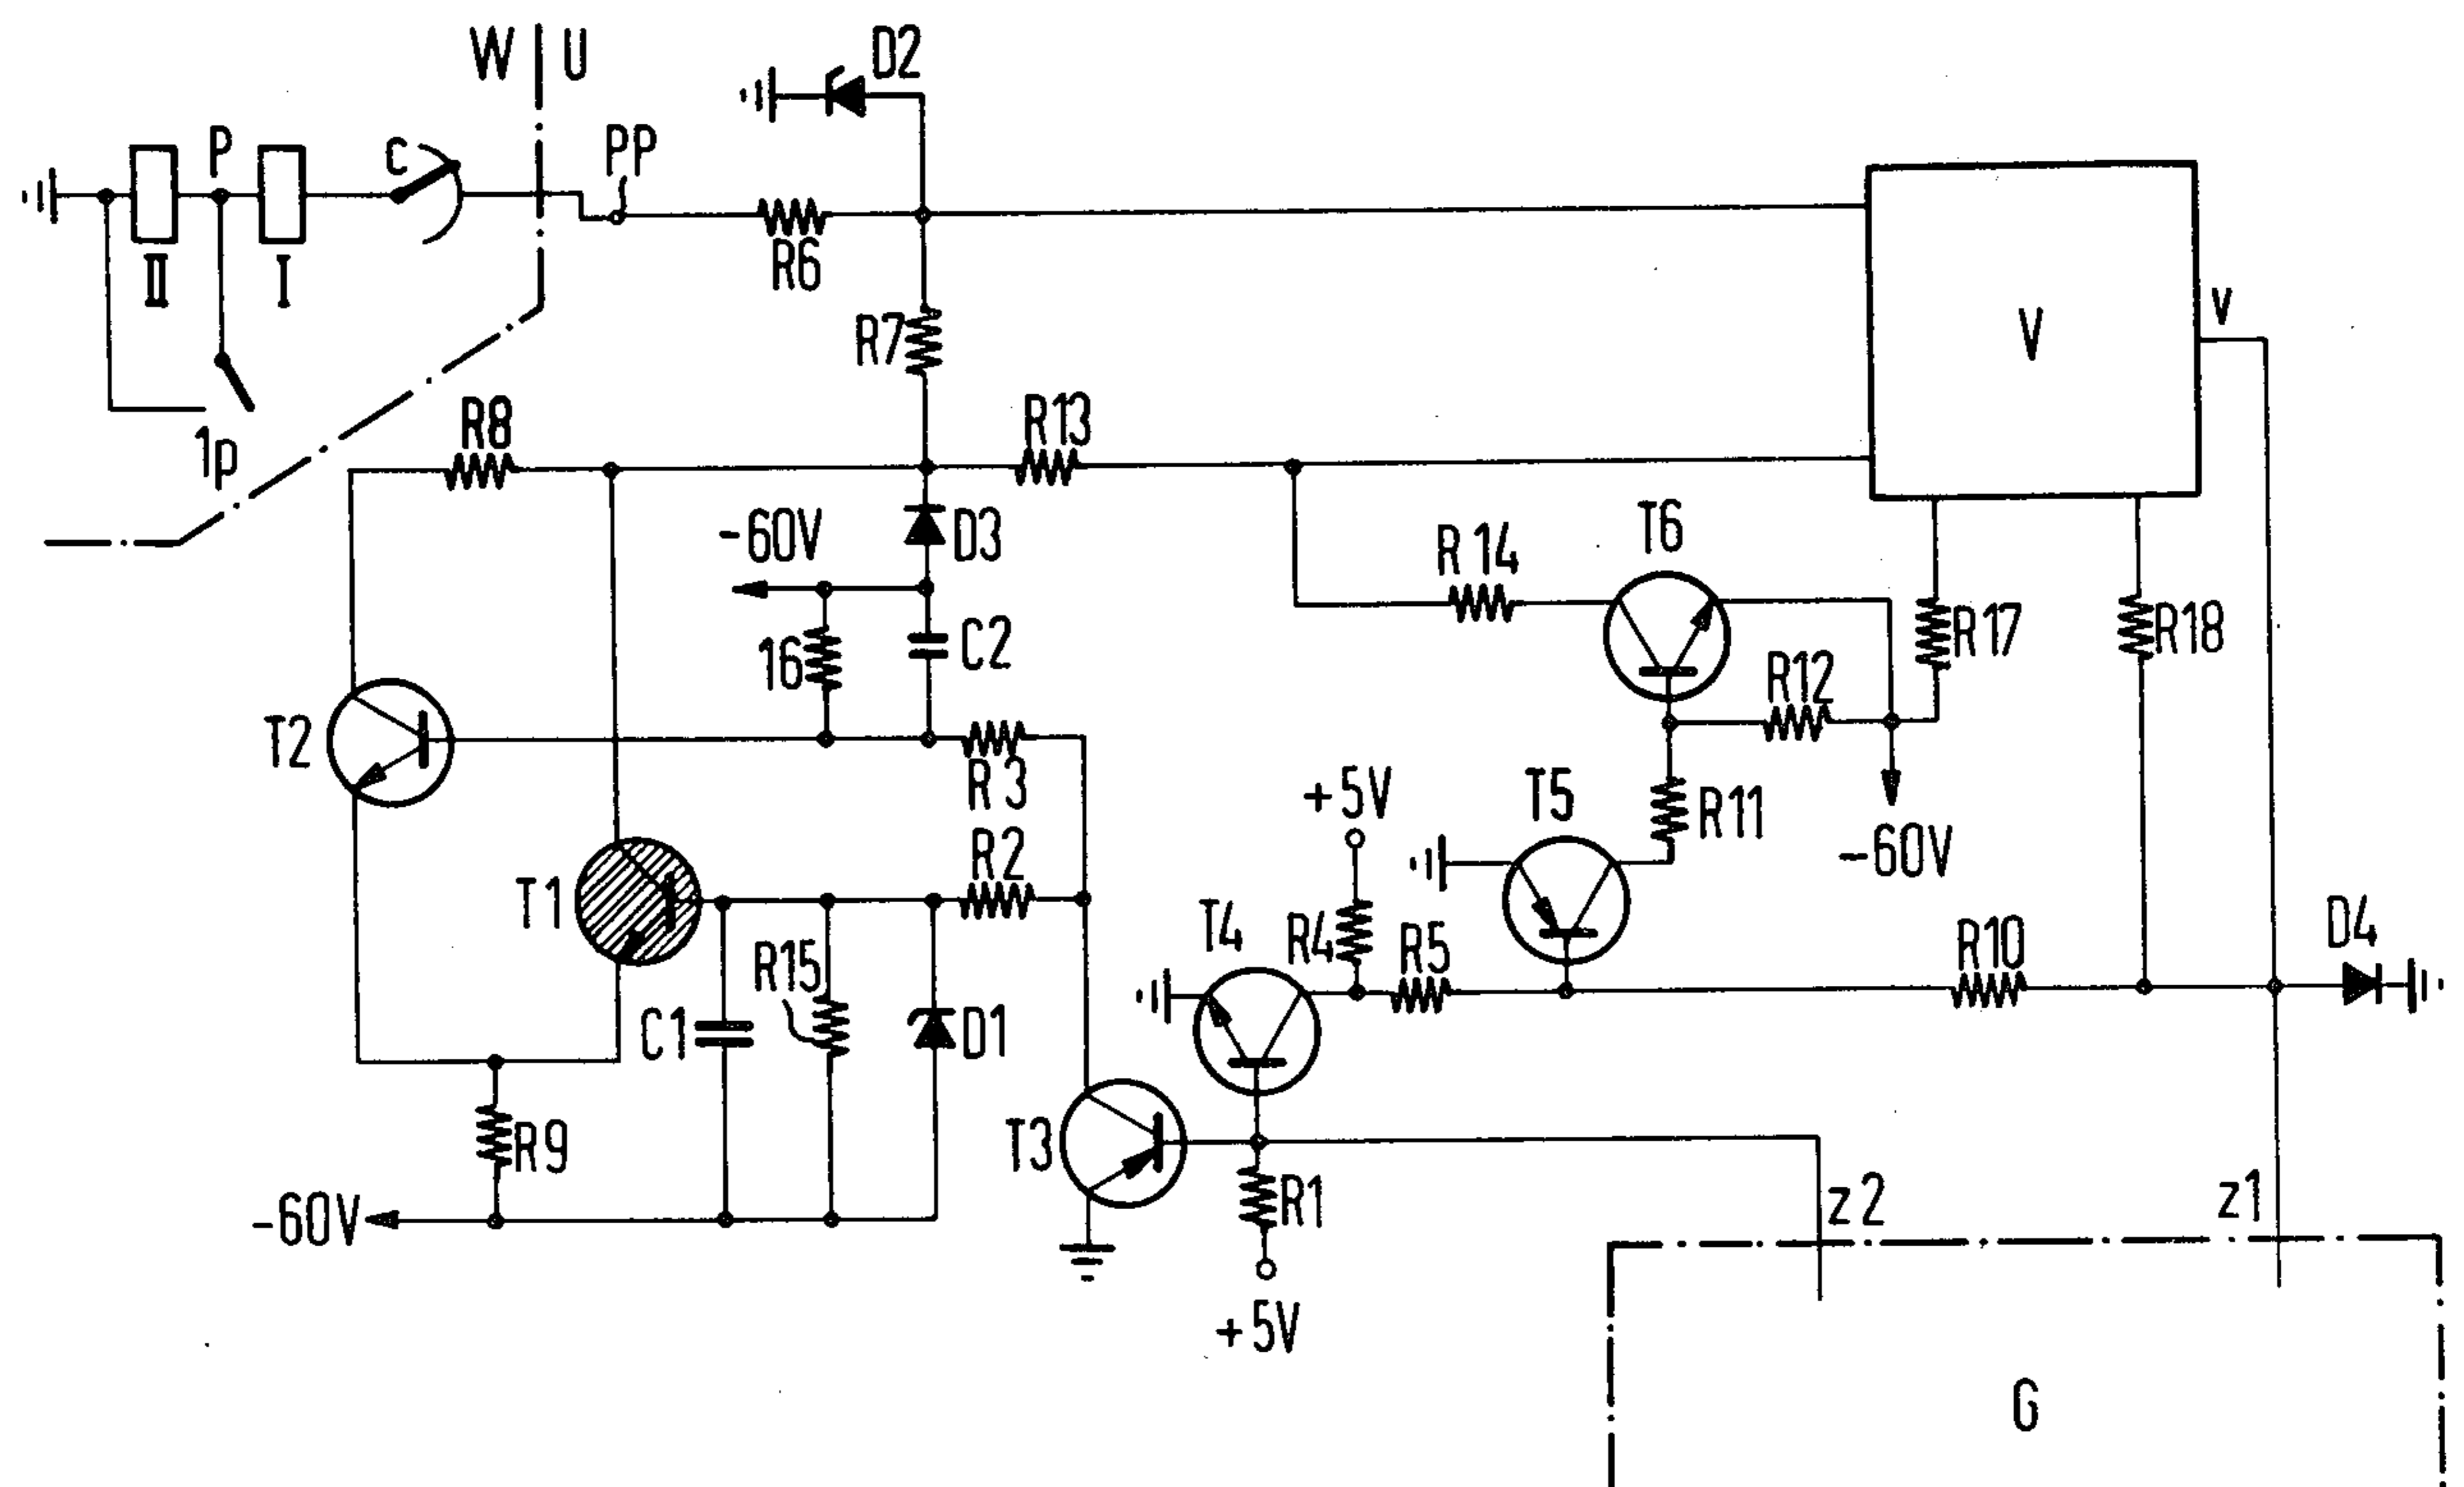 W U
D2
P
c
PP
II
I
R6
V
v
R7
1p
R8
R13
-60V
D3
R14
T6
16
C2
R17
R18
R12
T2
R3
+5V
T5
R11
-60V
T1
R2
T4
R4
R5
R10
D4
R15
C1
D1
R9
T3
R1
z2
z1
-60V
+5V
G